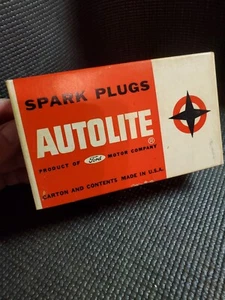 SPARK PLUGS
AUTOLITE ®
PRODUCT OF Ford MOTOR COMPANY
CARTON AND CONTENTS MADE IN U.S.A.